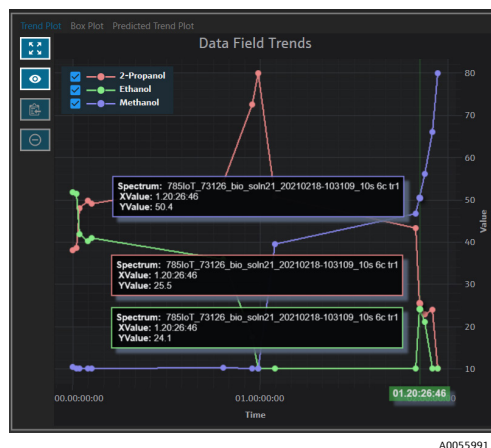 Trend Plot Box Plot Predicted Trend Plot
Data Field Trends
2-Propanol
Ethanol
Methanol
80
70
60
50
40
30
20
10
Value
Spectrum: 785IoT_73126_bio_soln21_20210218-103109_10s 6c tr1
XValue: 1.20:26:46
YValue: 50.4
Spectrum: 785IoT_73126_bio_soln21_20210218-103109_10s 6c tr1
XValue: 1.20:26:46
YValue: 25.5
Spectrum: 785IoT_73126_bio_soln21_20210218-103109_10s 6c tr1
XValue: 1.20:26:46
YValue: 24.1
00.00:00:00 01.00:00:00 01.20:26:46
Time
A0055991